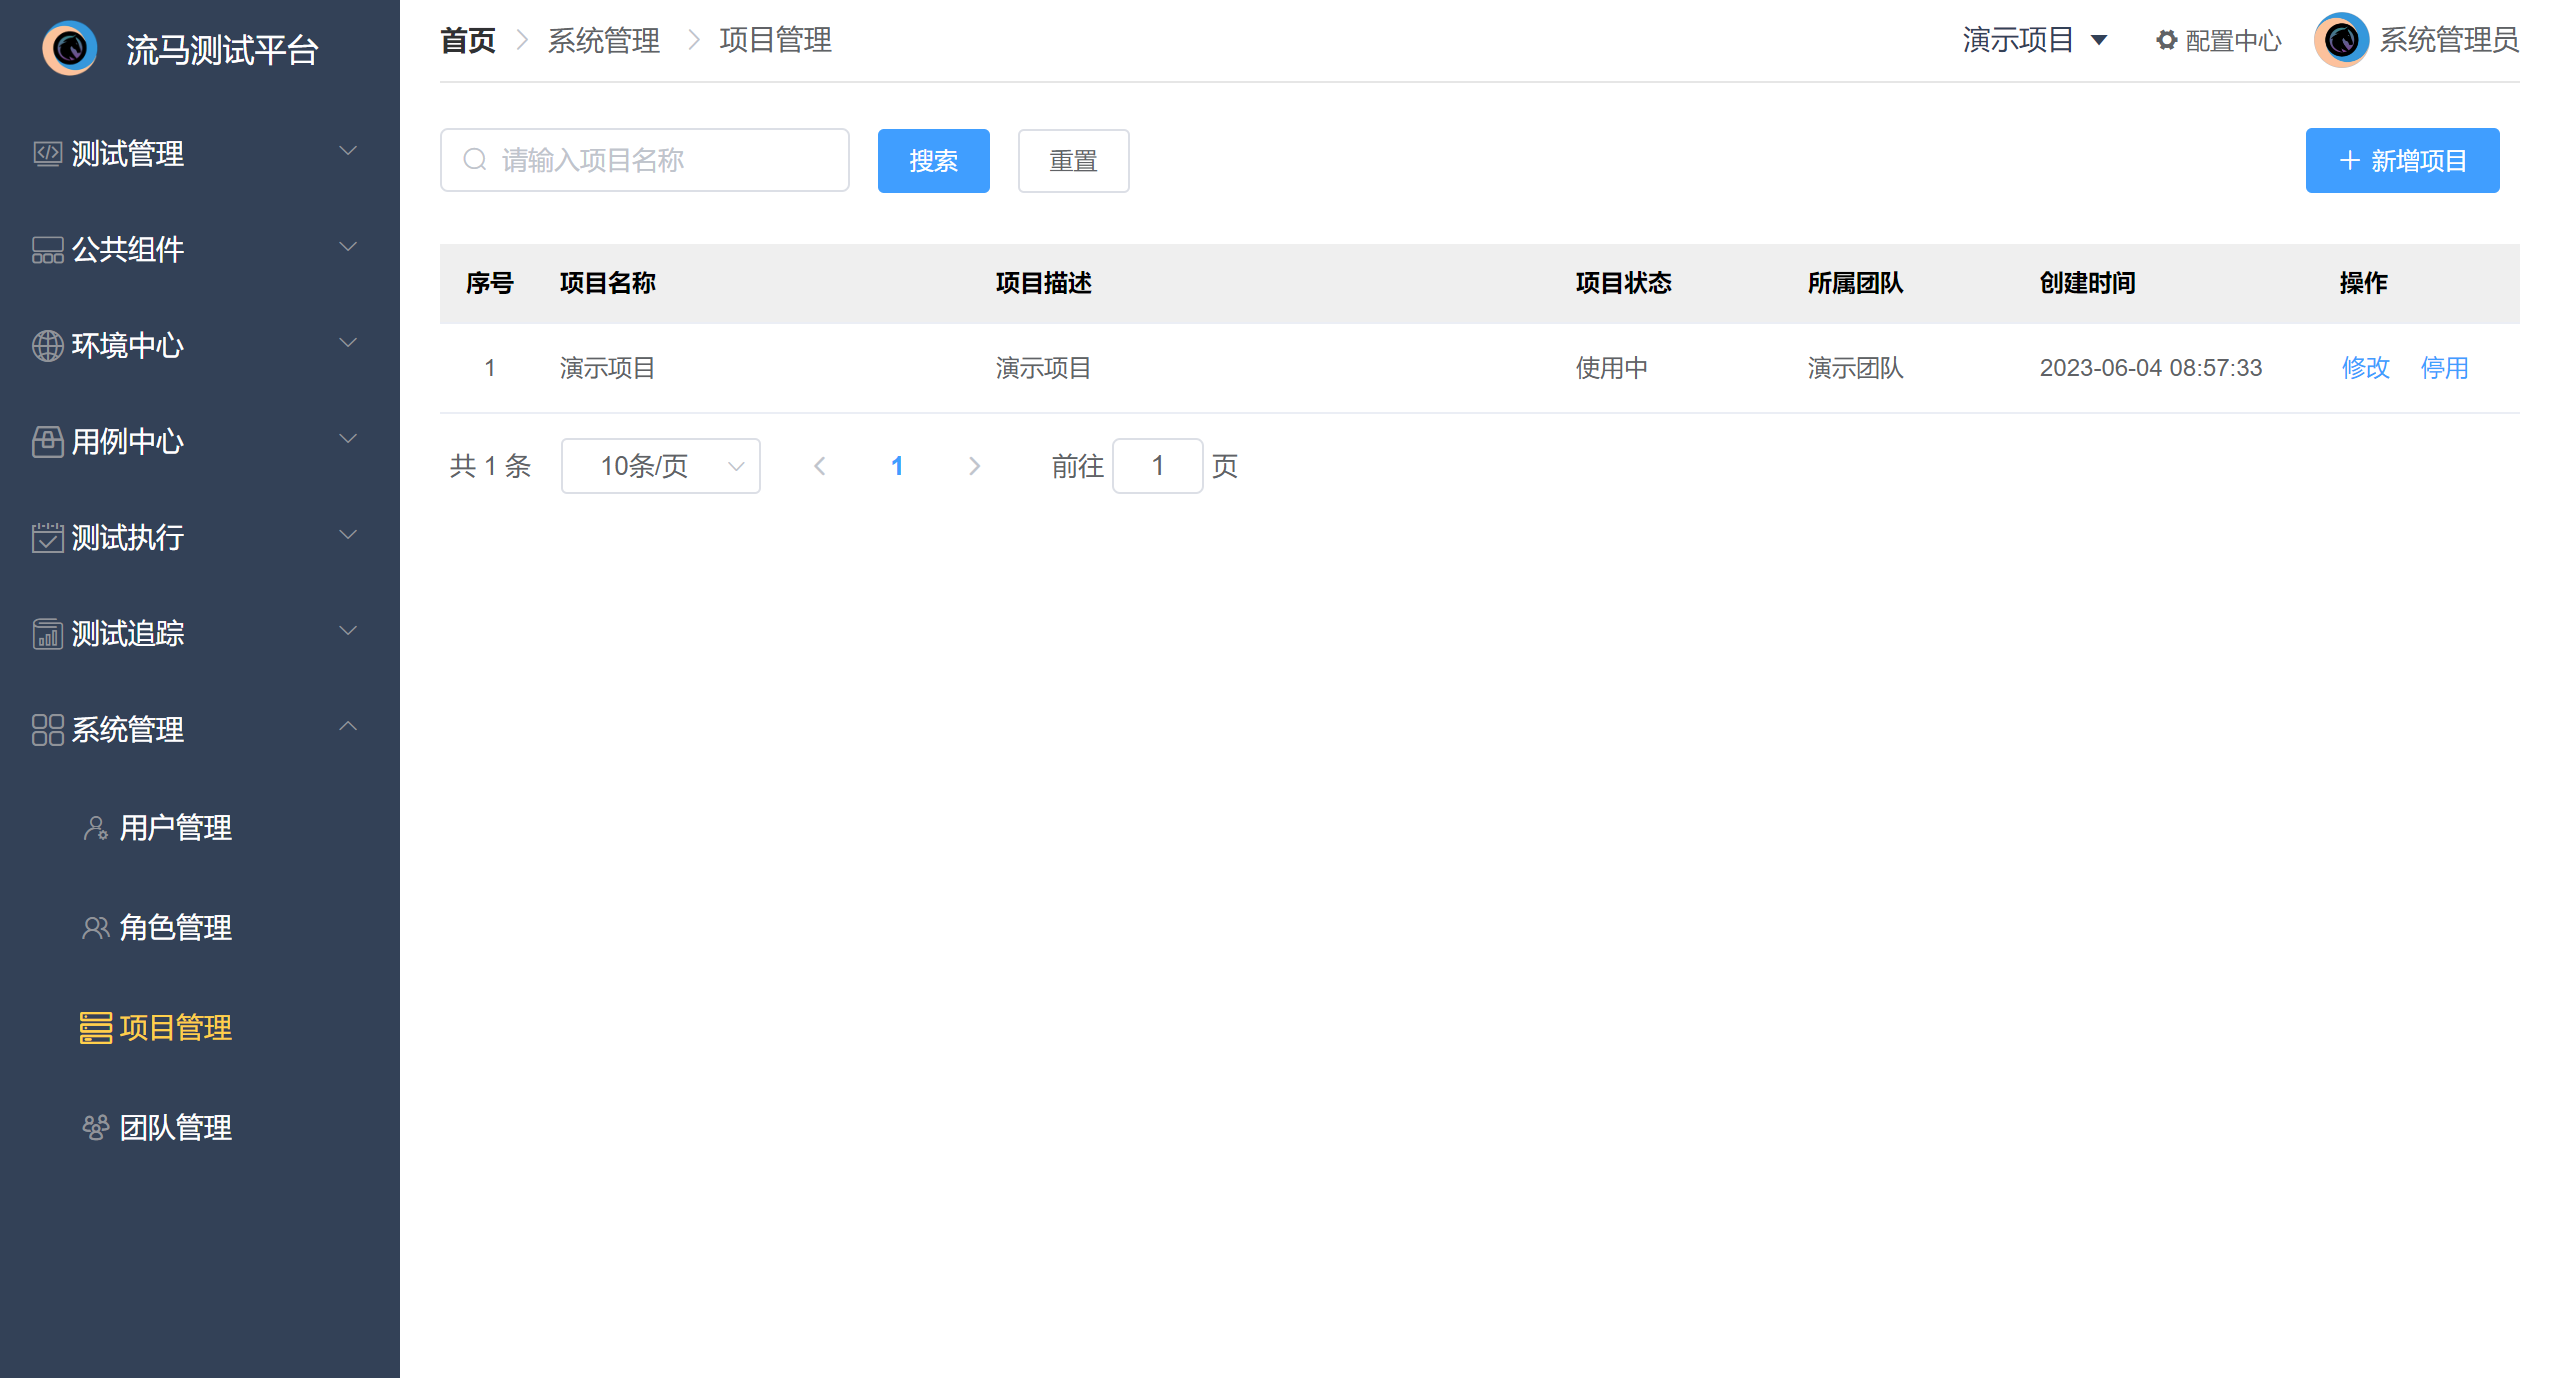 流马测试平台
测试管理
公共组件
环境中心
用例中心
测试执行
测试追踪
系统管理
用户管理
角色管理
项目管理
团队管理
首页 系统管理 项目管理
演示项目 配置中心 系统管理员
请输入项目名称 搜索 重置 新增项目
序号 项目名称 项目描述 项目状态 所属团队 创建时间 操作
1 演示项目 演示项目 使用中 演示团队 2023-06-04 08:57:33 修改 停用
共 1 条 10条/页 1 前往 1 页